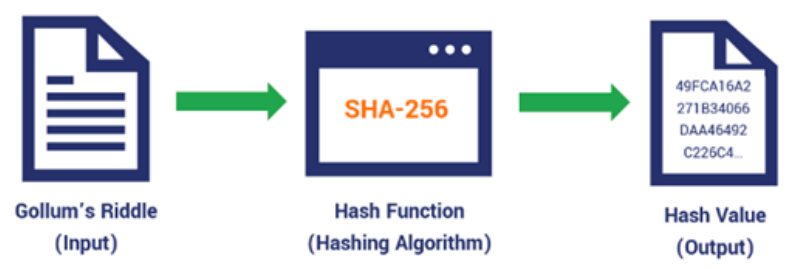 SHA-256
49FCA16A2
271B34066
DAA46492
C226C4...
Gollum's Riddle
(Input)
Hash Function
(Hashing Algorithm)
Hash Value
(Output)